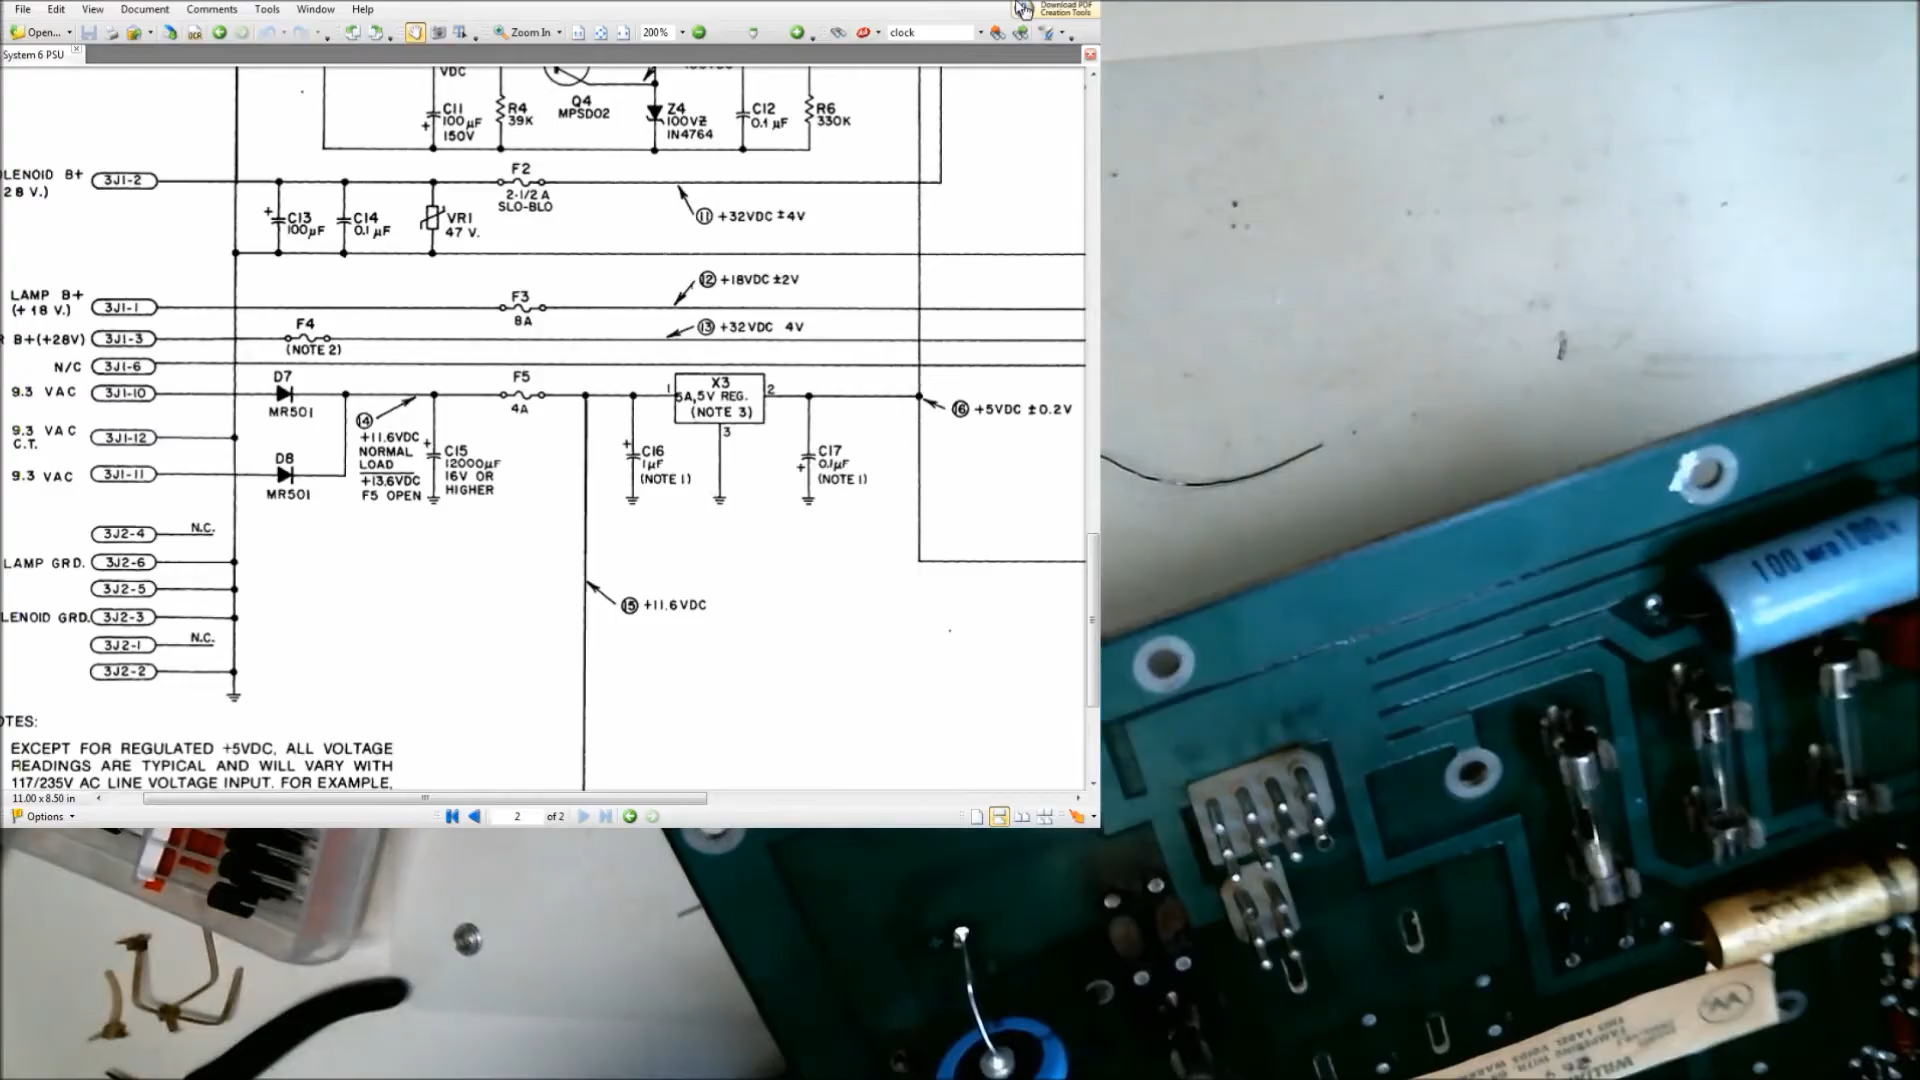 File Edit View Document Comments Tools Window Help
Download PDF
Creation Tools
Open... OCR Zoom In 200% clock
System 6 PSU
VDC
C11
100µF
150V
R4
39K
Q4
MPSD02
Z4
100VZ
IN4764
C12
0.1 µF
R6
330K
LENOID B+
28 V.)
3J1-2
F2
2-1/2 A
SLO-BLO
11 +32VDC ±4V
C13
100µF
C14
0.1 µF
VR1
47 V.
12 +18VDC ±2V
LAMP B+
(+ 18 V.)
3J1-1
F3
8A
13 +32VDC 4V
F4
(NOTE 2)
R B+(+28V) 3J1-3
N/C 3J1-6
9.3 VAC 3J1-10
D7
MR501
F5
4A
1
X3
5A,5V REG.
(NOTE 3)
2
3
16 +5VDC ±0.2V
14
+11.6VDC
NORMAL
LOAD
+13.6VDC
F5 OPEN
9.3 VAC
C.T.
3J1-12
C15
12000µF
16V OR
HIGHER
C16
1µF
(NOTE 1)
C17
0.1µF
(NOTE 1)
9.3 VAC 3J1-11
D8
MR501
3J2-4 N.C.
LAMP GRD. 3J2-6
3J2-5
LENOID GRD. 3J2-3
3J2-1 N.C.
3J2-2
15 +11.6VDC
OTES:
EXCEPT FOR REGULATED +5VDC, ALL VOLTAGE
READINGS ARE TYPICAL AND WILL VARY WITH
117/235V AC LINE VOLTAGE INPUT. FOR EXAMPLE,
11.00 x 8.50 in
Options 2 of 2